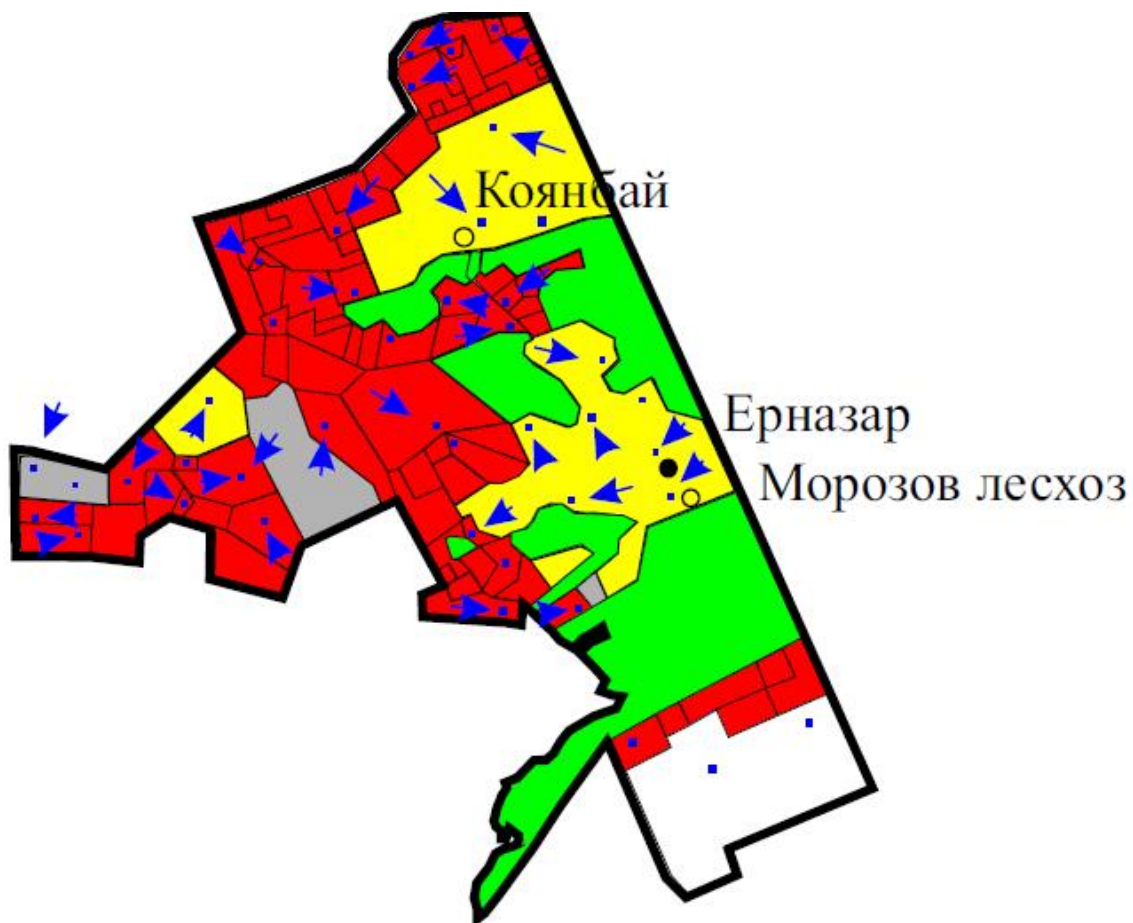 Коянбай
Ерназар
Морозов лесхоз